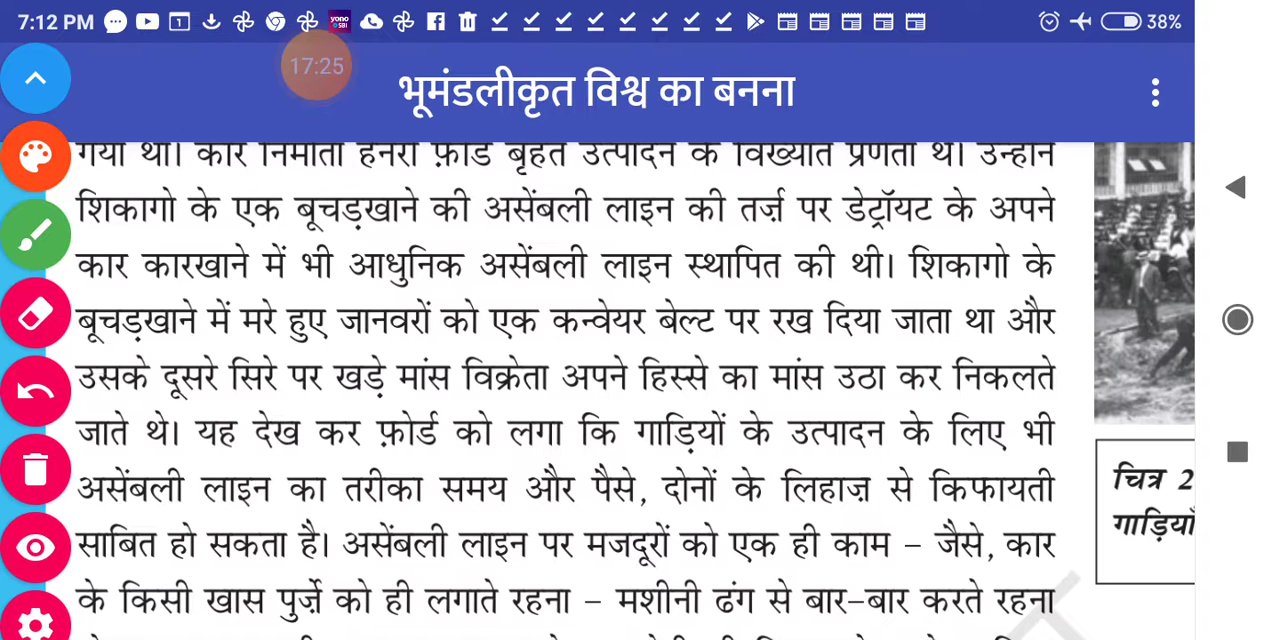 7:12 PM
1
yono
SBI
38%
17:25
भूमंडलीकृत विश्व का बनना
गया था। कार निर्माता हेनरी फ़ोर्ड बृहत उत्पादन के विख्यात प्रणेता थे। उन्होंने
शिकागो के एक बूचड़खाने की असेंबली लाइन की तर्ज़ पर डेट्रॉयट के अपने
कार कारखाने में भी आधुनिक असेंबली लाइन स्थापित की थी। शिकागो के
बूचड़खाने में मरे हुए जानवरों को एक कन्वेयर बेल्ट पर रख दिया जाता था और
उसके दूसरे सिरे पर खड़े मांस विक्रेता अपने हिस्से का मांस उठा कर निकलते
जाते थे। यह देख कर फ़ोर्ड को लगा कि गाड़ियों के उत्पादन के लिए भी
असेंबली लाइन का तरीका समय और पैसे, दोनों के लिहाज़ से किफायती
साबित हो सकता है। असेंबली लाइन पर मजदूरों को एक ही काम – जैसे, कार
के किसी खास पुर्ज़े को ही लगाते रहना – मशीनी ढंग से बार-बार करते रहना
चित्र 2
गाड़ियाँ